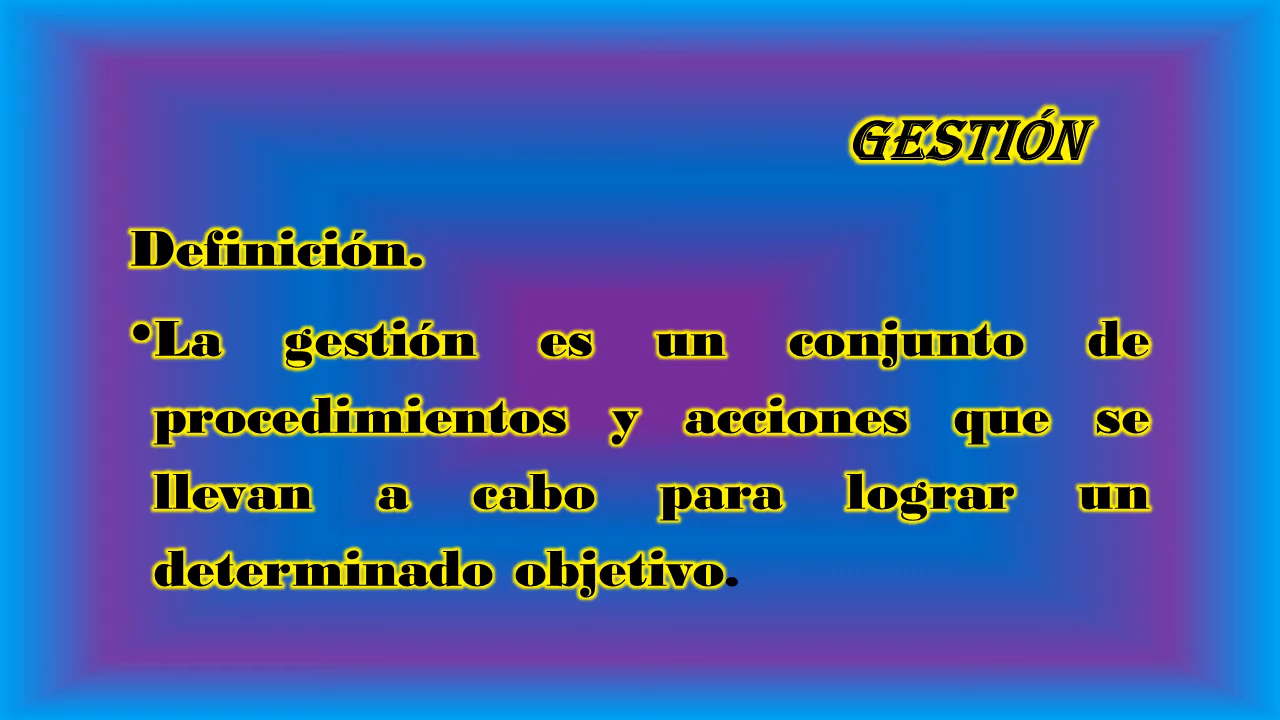 GESTIÓN
Definición.
•La gestión es un conjunto de
procedimientos y acciones que se
llevan a cabo para lograr un
determinado objetivo.